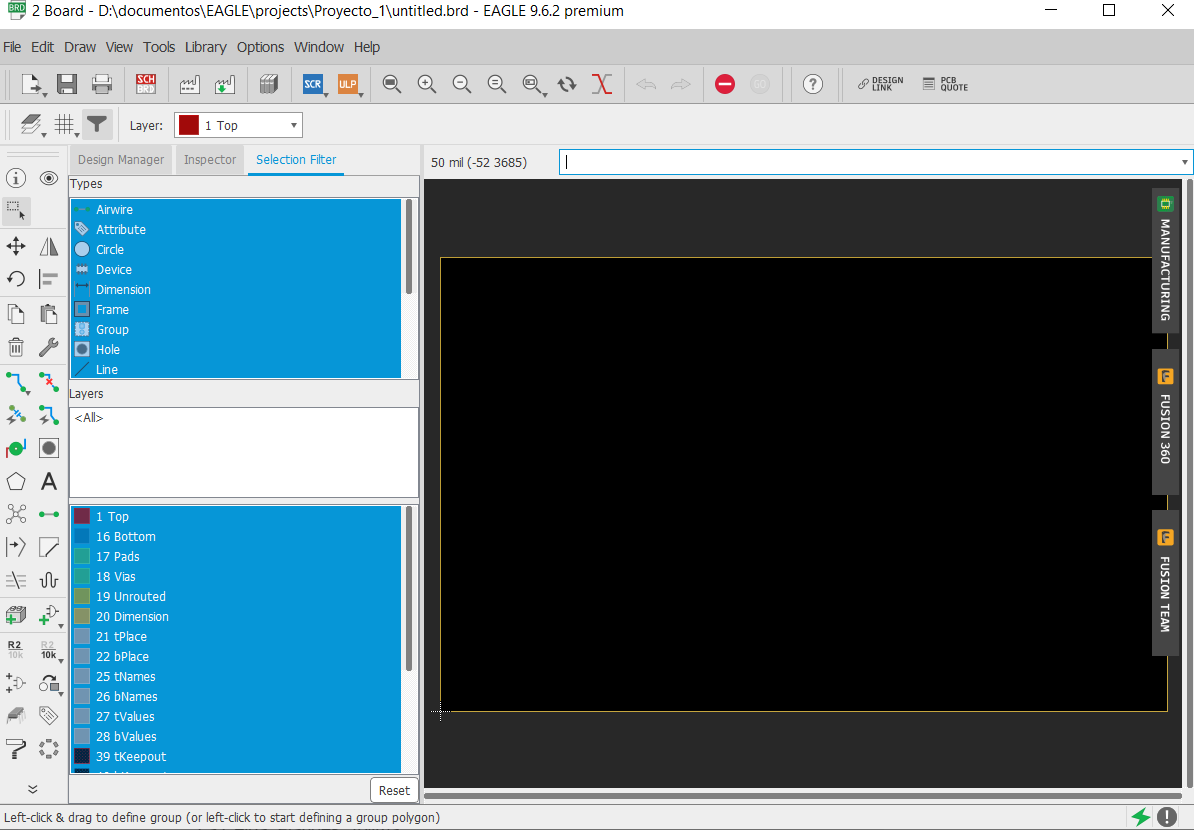 BRD
2 Board - D:\documentos\EAGLE\projects\Proyecto_1\untitled.brd - EAGLE 9.6.2 premium
File Edit Draw View Tools Library Options Window Help
SCH
BRD
SCR
ULP
GO
DESIGN
LINK
PCB
QUOTE
Layer:
1 Top
Design Manager
Inspector
Selection Filter
50 mil (-52 3685)
Types
Airwire
Attribute
Circle
Device
Dimension
Frame
Group
Hole
Line
Layers
<All>
1 Top
16 Bottom
17 Pads
18 Vias
19 Unrouted
20 Dimension
21 tPlace
22 bPlace
25 tNames
26 bNames
27 tValues
28 bValues
39 tKeepout
Reset
R2
10k
R2
10k
MANUFACTURING
FUSION 360
FUSION TEAM
Left-click & drag to define group (or left-click to start defining a group polygon)